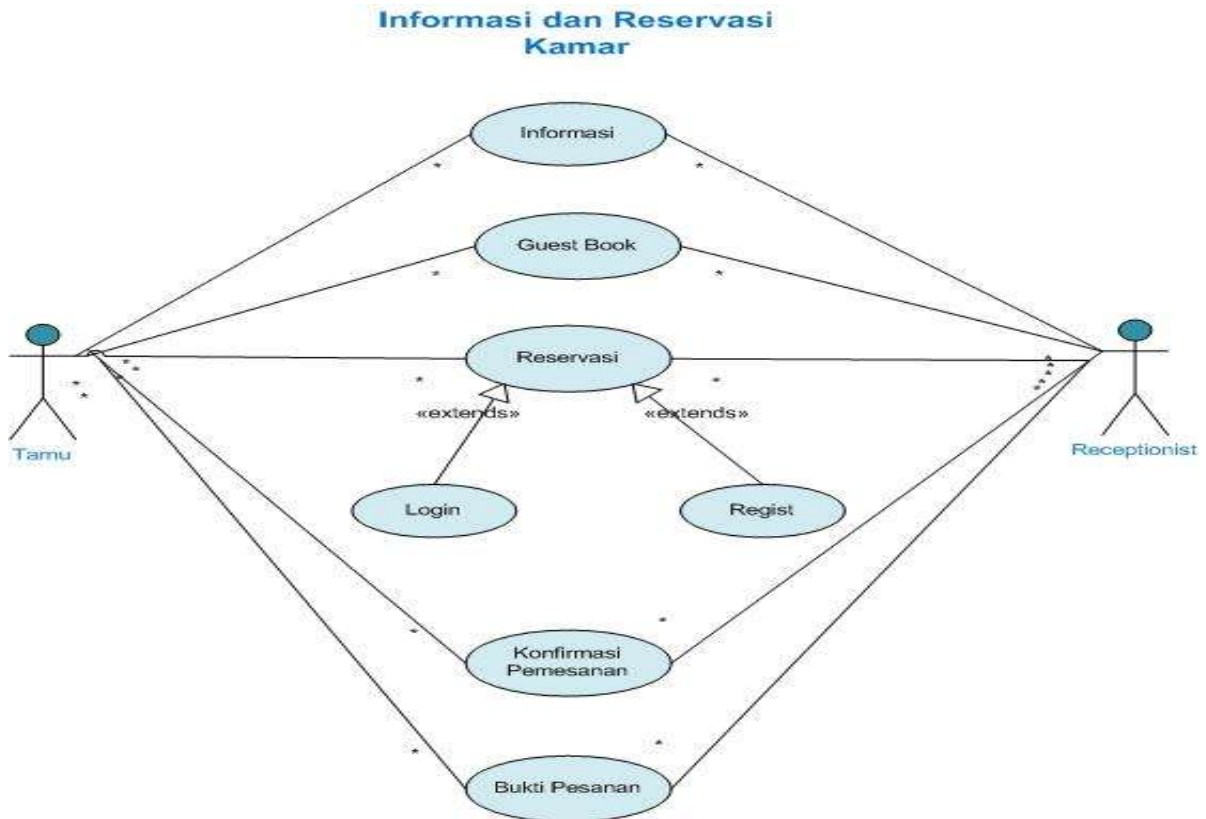 Informasi dan Reservasi
Kamar
Informasi
*
*
Guest Book
*
*
Reservasi
*
*
*
*
*
*
*
*
*
*
*
*
«extends»
«extends»
Tamu
Receptionist
Login
Regist
*
*
Konfirmasi
Pemesanan
*
*
Bukti Pesanan